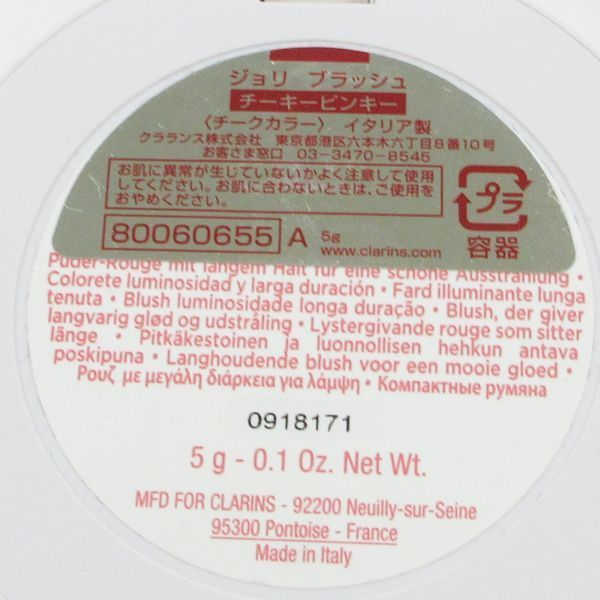 ジョリ ブラッシュ
チーキーピンキー
〈チークカラー〉 イタリア製
クラランス株式会社 東京都港区六本木六丁目8番10号
お客さま窓口 03-3470-8545
お肌に異常が生じていないかよく注意して使用
してください。お肌に合わないときは、ご使用を
おやめください。
プラ
容器
80060655 A 5g
www.clarins.com
Puder-Rouge mit langem Halt für eine schöne Ausstrahlung •
Colorete luminosidad y larga duración • Fard illuminante lunga
tenuta • Blush luminosidade longa duração • Blush, der giver
langvarig glød og udstråling • Lystergivande rouge som sitter
länge • Pitkäkestoinen ja luonnollisen hehkun antava
poskipuna • Langhoudende blush voor een mooie gloed •
Ρουζ με μεγάλη διάρκεια για λάμψη • Компактные румяна
0918171
5 g - 0.1 Oz. Net Wt.
MFD FOR CLARINS - 92200 Neuilly-sur-Seine
95300 Pontoise - France
Made in Italy